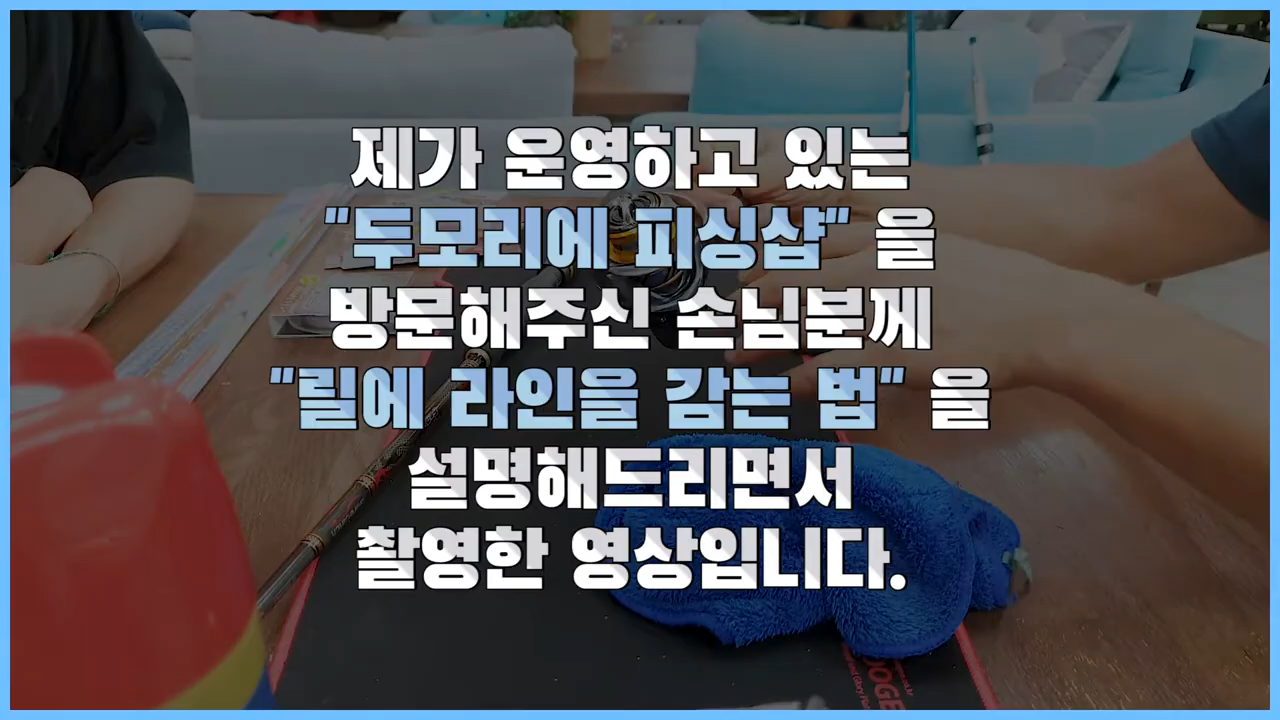 제가 운영하고 있는
"두모리에 피싱샵" 을
방문해주신 손님분께
"릴에 라인을 감는 법" 을
설명해드리면서
촬영한 영상입니다.